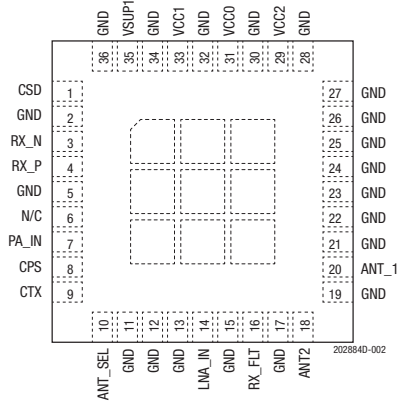 GND VSUP1 GND VCC1 GND VCC0 GND VCC2 GND
36 35 34 33 32 31 30 29 28
CSD 1 27 GND
GND 2 26 GND
RX_N 3 25 GND
RX_P 4 24 GND
GND 5 23 GND
N/C 6 22 GND
PA_IN 7 21 GND
CPS 8 20 ANT_1
CTX 9 19 GND
10 11 12 13 14 15 16 17 18
ANT_SEL GND GND GND LNA_IN GND RX_FLT GND ANT2
202884D-002